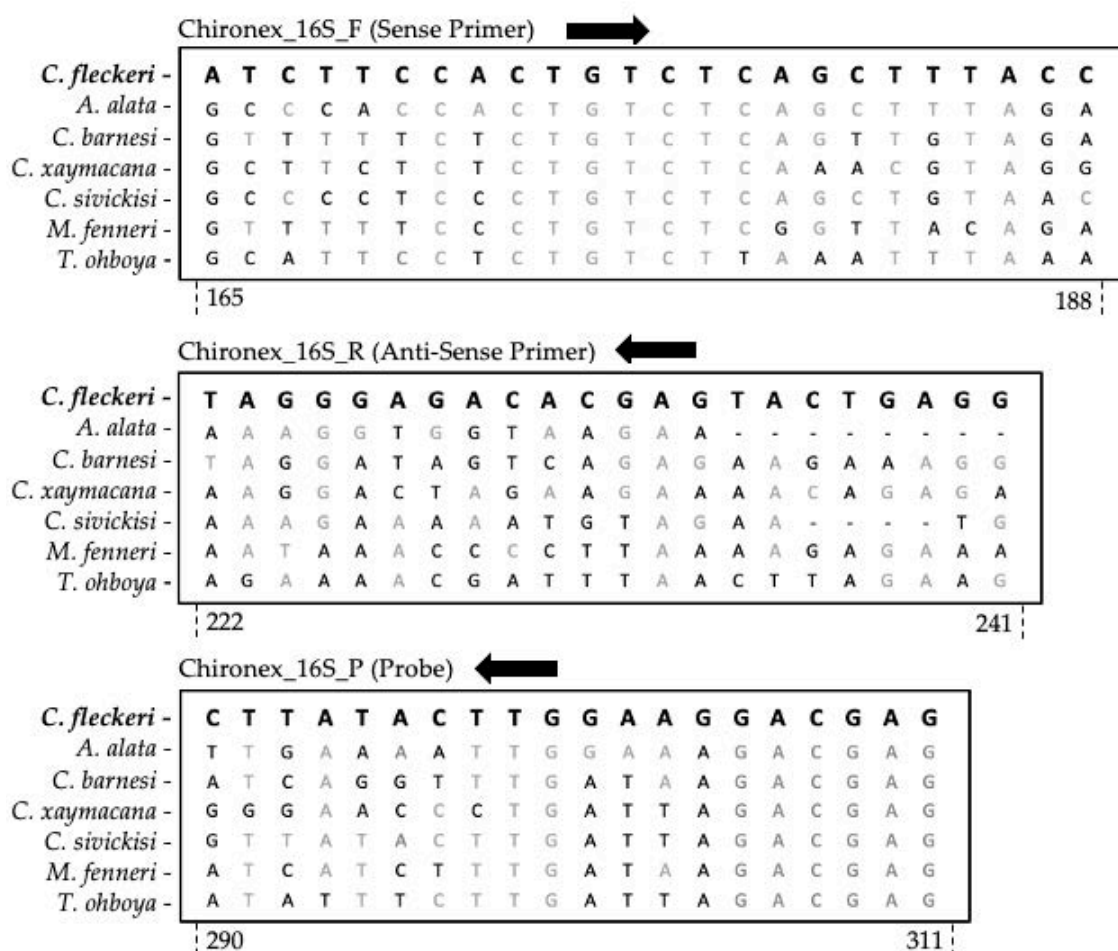 Chironex_16S_F (Sense Primer)
C. fleckeri - A T C T T C C A C T G T C T C A G C T T T A C C
A. alata - G C C C A C C A C T G T C T C A G C T T T A G A
C. barnesi - G T T T T T C T C T G T C T C A G T T G T A G A
C. xaymacana - G C T T C T C T C T G T C T C A A A C G T A G G
C. sivickisi - G C C C C T C C C T G T C T C A G C T G T A A C
M. fenneri - G T T T T T C C C T G T C T C G G T T A C A G A
T. ohboya - G C A T T C C T C T G T C T T A A A T T T A A A
165 188
Chironex_16S_R (Anti-Sense Primer)
C. fleckeri - T A G G G A G A C A C G A G T A C T G A G G
A. alata - A A A G G T G G T A A G A A - - - - - - - -
C. barnesi - T A G G A T A G T C A G A G A A G A A A G G
C. xaymacana - A A G G A C T A G A A G A A A A C A G A G A
C. sivickisi - A A A G A A A A A T G T A G A A - - - - T G
M. fenneri - A A T A A A C C C C T T A A A A G A G A A A
T. ohboya - A G A A A A C G A T T T A A C T T A G A A G
222 241
Chironex_16S_P (Probe)
C. fleckeri - C T T A T A C T T G G A A G G A C G A G
A. alata - T T G A A A A T T G G A A A G A C G A G
C. barnesi - A T C A G G T T T G A T A A G A C G A G
C. xaymacana - G G G A A C C C T G A T T A G A C G A G
C. sivickisi - G T T A T A C T T G A T T A G A C G A G
M. fenneri - A T C A T C T T T G A T A A G A C G A G
T. ohboya - A T A T T T C T T G A T T A G A C G A G
290 311